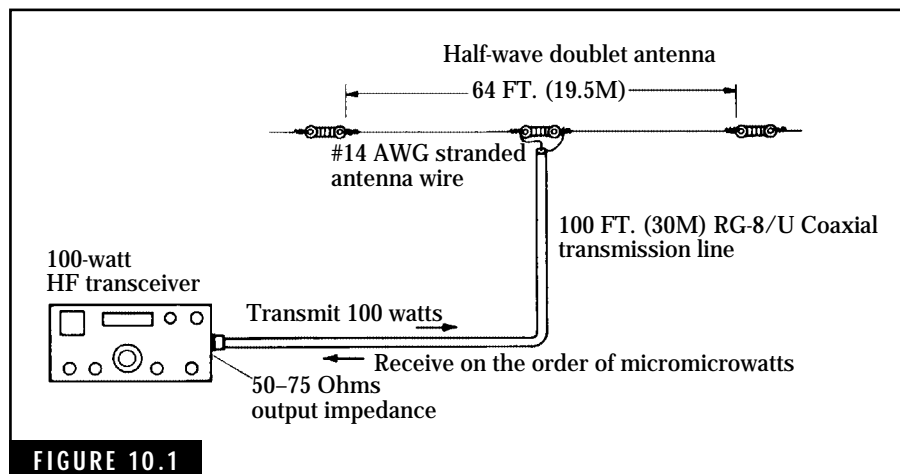 Half-wave doublet antenna
64 FT. (19.5M)
#14 AWG stranded
antenna wire
100 FT. (30M) RG-8/U Coaxial
transmission line
100-watt
HF transceiver
Transmit 100 watts
Receive on the order of micromicrowatts
50–75 Ohms
output impedance
FIGURE 10.1